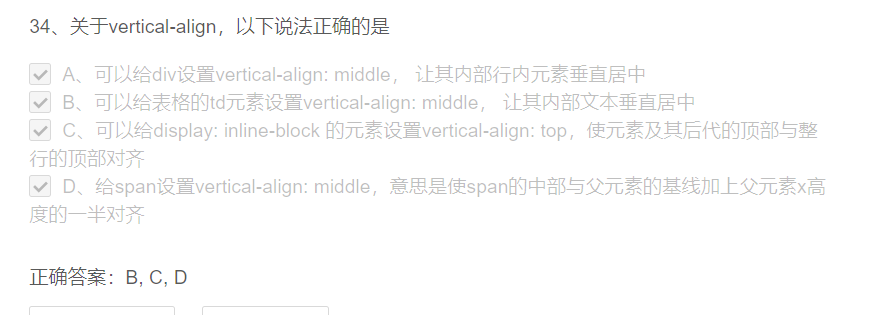 34、关于vertical-align，以下说法正确的是
A、可以给div设置vertical-align: middle， 让其内部行内元素垂直居中
B、可以给表格的td元素设置vertical-align: middle， 让其内部文本垂直居中
C、可以给display: inline-block 的元素设置vertical-align: top，使元素及其后代的顶部与整
行的顶部对齐
D、给span设置vertical-align: middle，意思是使span的中部与父元素的基线加上父元素x高
度的一半对齐
正确答案：B, C, D